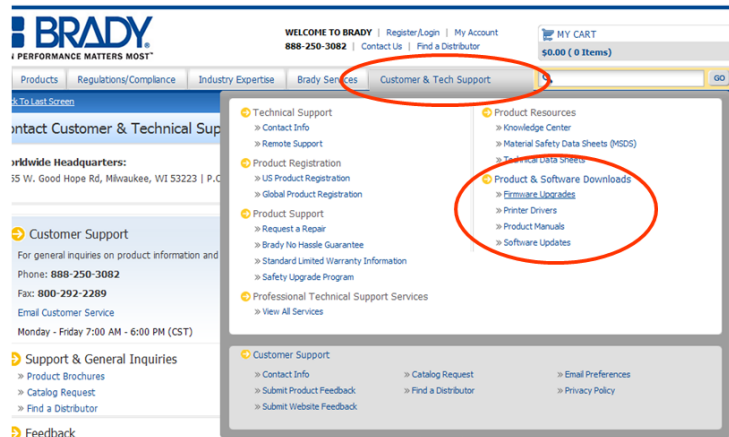 BRADY
PERFORMANCE MATTERS MOST™
WELCOME TO BRADY | Register/Login | My Account
888-250-3082 | Contact Us | Find a Distributor
MY CART
$0.00 ( 0 Items)
Products
Regulations/Compliance
Industry Expertise
Brady Services
Customer & Tech Support
GO
To Last Screen
ontact Customer & Technical Sup
orldwide Headquarters:
W. Good Hope Rd, Milwaukee, WI 53223 | P.O
Customer Support
For general inquiries on product information and
Phone: 888-250-3082
Fax: 800-292-2289
Email Customer Service
Monday - Friday 7:00 AM - 6:00 PM (CST)
Support & General Inquiries
» Product Brochures
» Catalog Request
» Find a Distributor
Feedback
Technical Support
» Contact Info
» Remote Support
Product Registration
» US Product Registration
» Global Product Registration
Product Support
» Request a Repair
» Brady No Hassle Guarantee
» Standard Limited Warranty Information
» Safety Upgrade Program
Professional Technical Support Services
» View All Services
Product Resources
» Knowledge Center
» Material Safety Data Sheets (MSDS)
» Technical Data Sheets
Product & Software Downloads
» Firmware Upgrades
» Printer Drivers
» Product Manuals
» Software Updates
Customer Support
» Contact Info
» Submit Product Feedback
» Submit Website Feedback
» Catalog Request
» Find a Distributor
» Email Preferences
» Privacy Policy